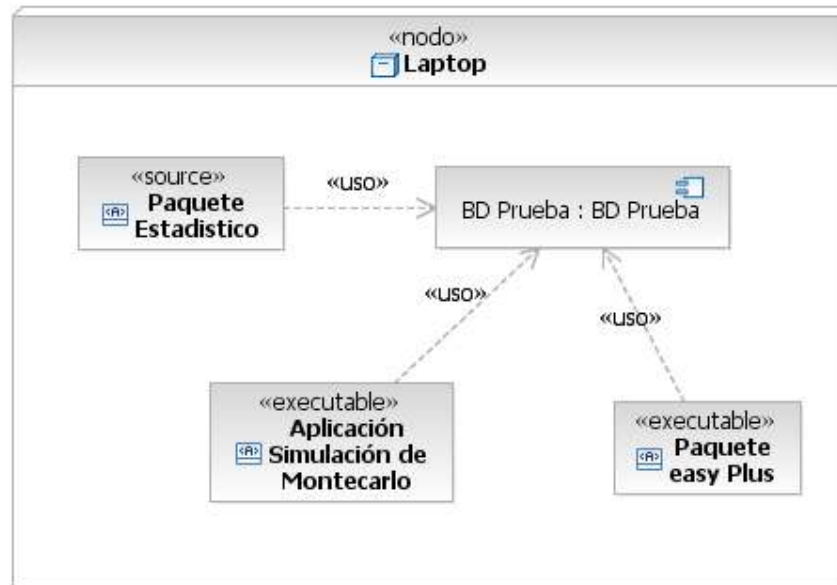 «nodo»
Laptop
«source»
Paquete
Estadistico
«uso»
BD Prueba : BD Prueba
«uso»
«uso»
«executable»
Aplicación
Simulación de
Montecarlo
«executable»
Paquete
easy Plus